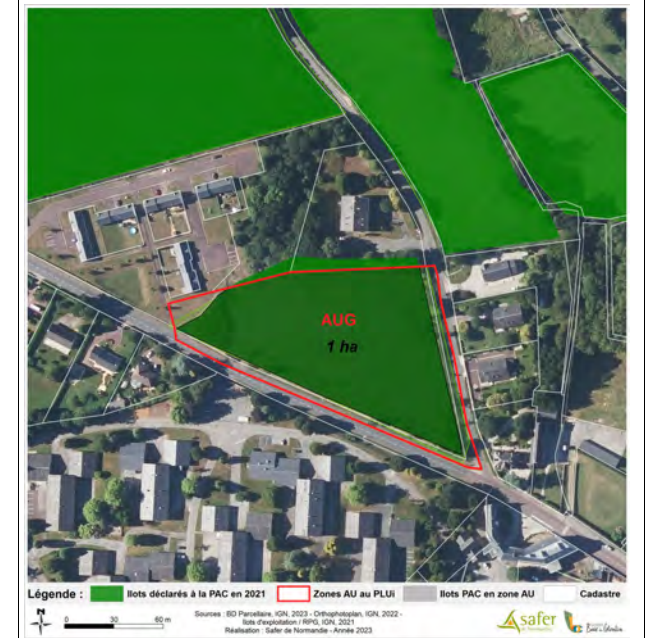 AUG
1 ha
Légende : Ilots déclarés à la PAC en 2021 Zones AU au PLUi Ilots PAC en zone AU Cadastre
N
0 30 60 m
Sources : BD Parcellaire, IGN, 2023 - Orthophotoplan, IGN, 2022 -
Ilots d'exploitation / RPG, IGN, 2021
Réalisation : Safer de Normandie - Année 2023
safer